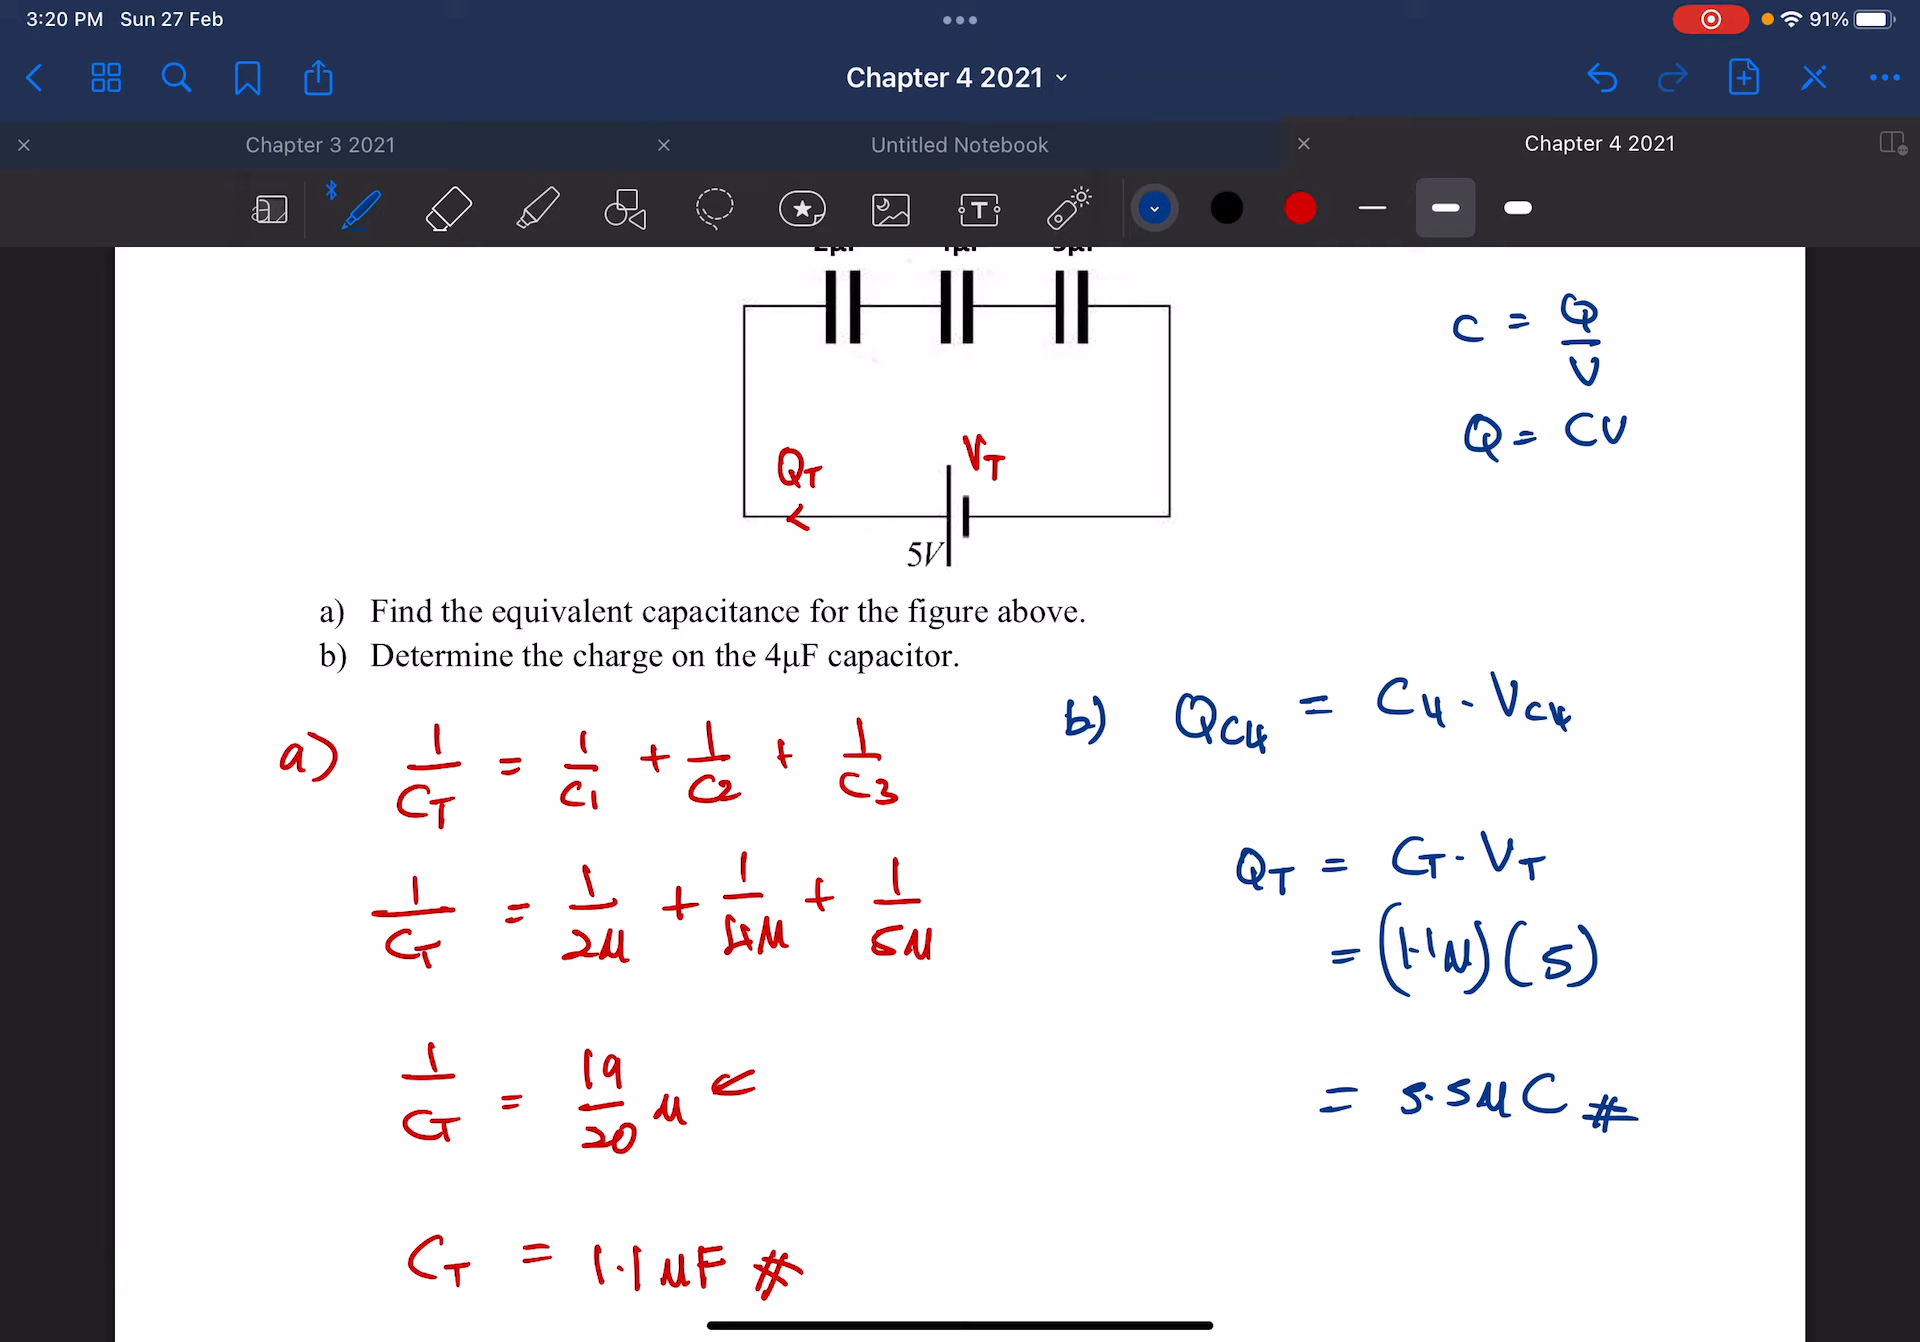 3:20 PM Sun 27 Feb
91%
Chapter 4 2021
Chapter 3 2021
Untitled Notebook
Chapter 4 2021
C = Q/V
Q = CV
QT
VT
5V
a) Find the equivalent capacitance for the figure above.
b) Determine the charge on the 4μF capacitor.
a) 1/CT = 1/C1 + 1/C2 + 1/C3
1/CT = 1/2μ + 1/4μ + 1/5μ
1/CT = 19/20 μ
CT = 1.1μF #
b) QC4 = C4 · VC4
QT = CT · VT
= (1.1μ)(5)
= 5.5μC #